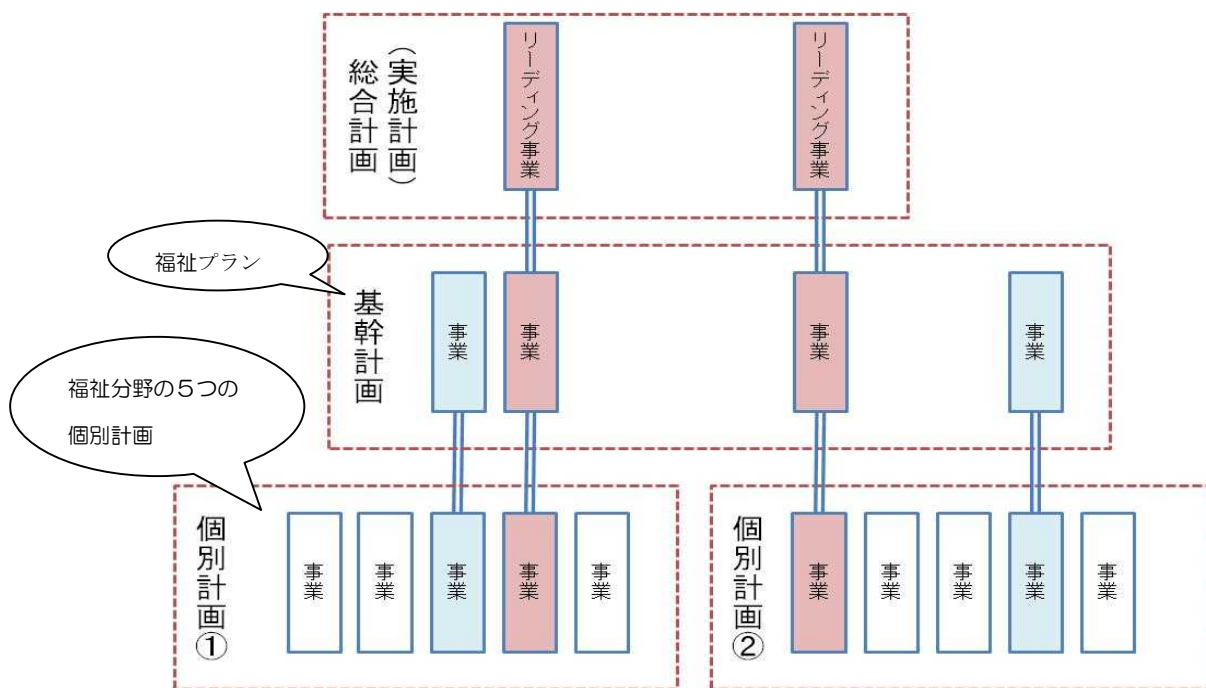 (実施計画)
総合計画
リーディング事業
リーディング事業
福祉プラン
基幹計画
事業
事業
事業
事業
福祉分野の5つの
個別計画
個別計画①
事業
事業
事業
事業
事業
個別計画②
事業
事業
事業
事業
事業